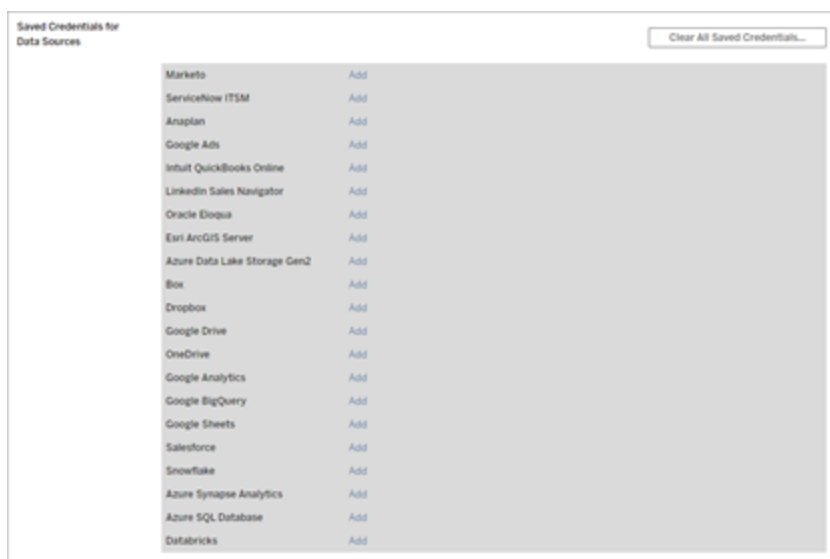 Saved Credentials for
Data Sources
Clear All Saved Credentials...
Marketo Add
ServiceNow ITSM Add
Anaplan Add
Google Ads Add
Intuit QuickBooks Online Add
LinkedIn Sales Navigator Add
Oracle Eloqua Add
Esri ArcGIS Server Add
Azure Data Lake Storage Gen2 Add
Box Add
Dropbox Add
Google Drive Add
OneDrive Add
Google Analytics Add
Google BigQuery Add
Google Sheets Add
Salesforce Add
Snowflake Add
Azure Synapse Analytics Add
Azure SQL Database Add
Databricks Add